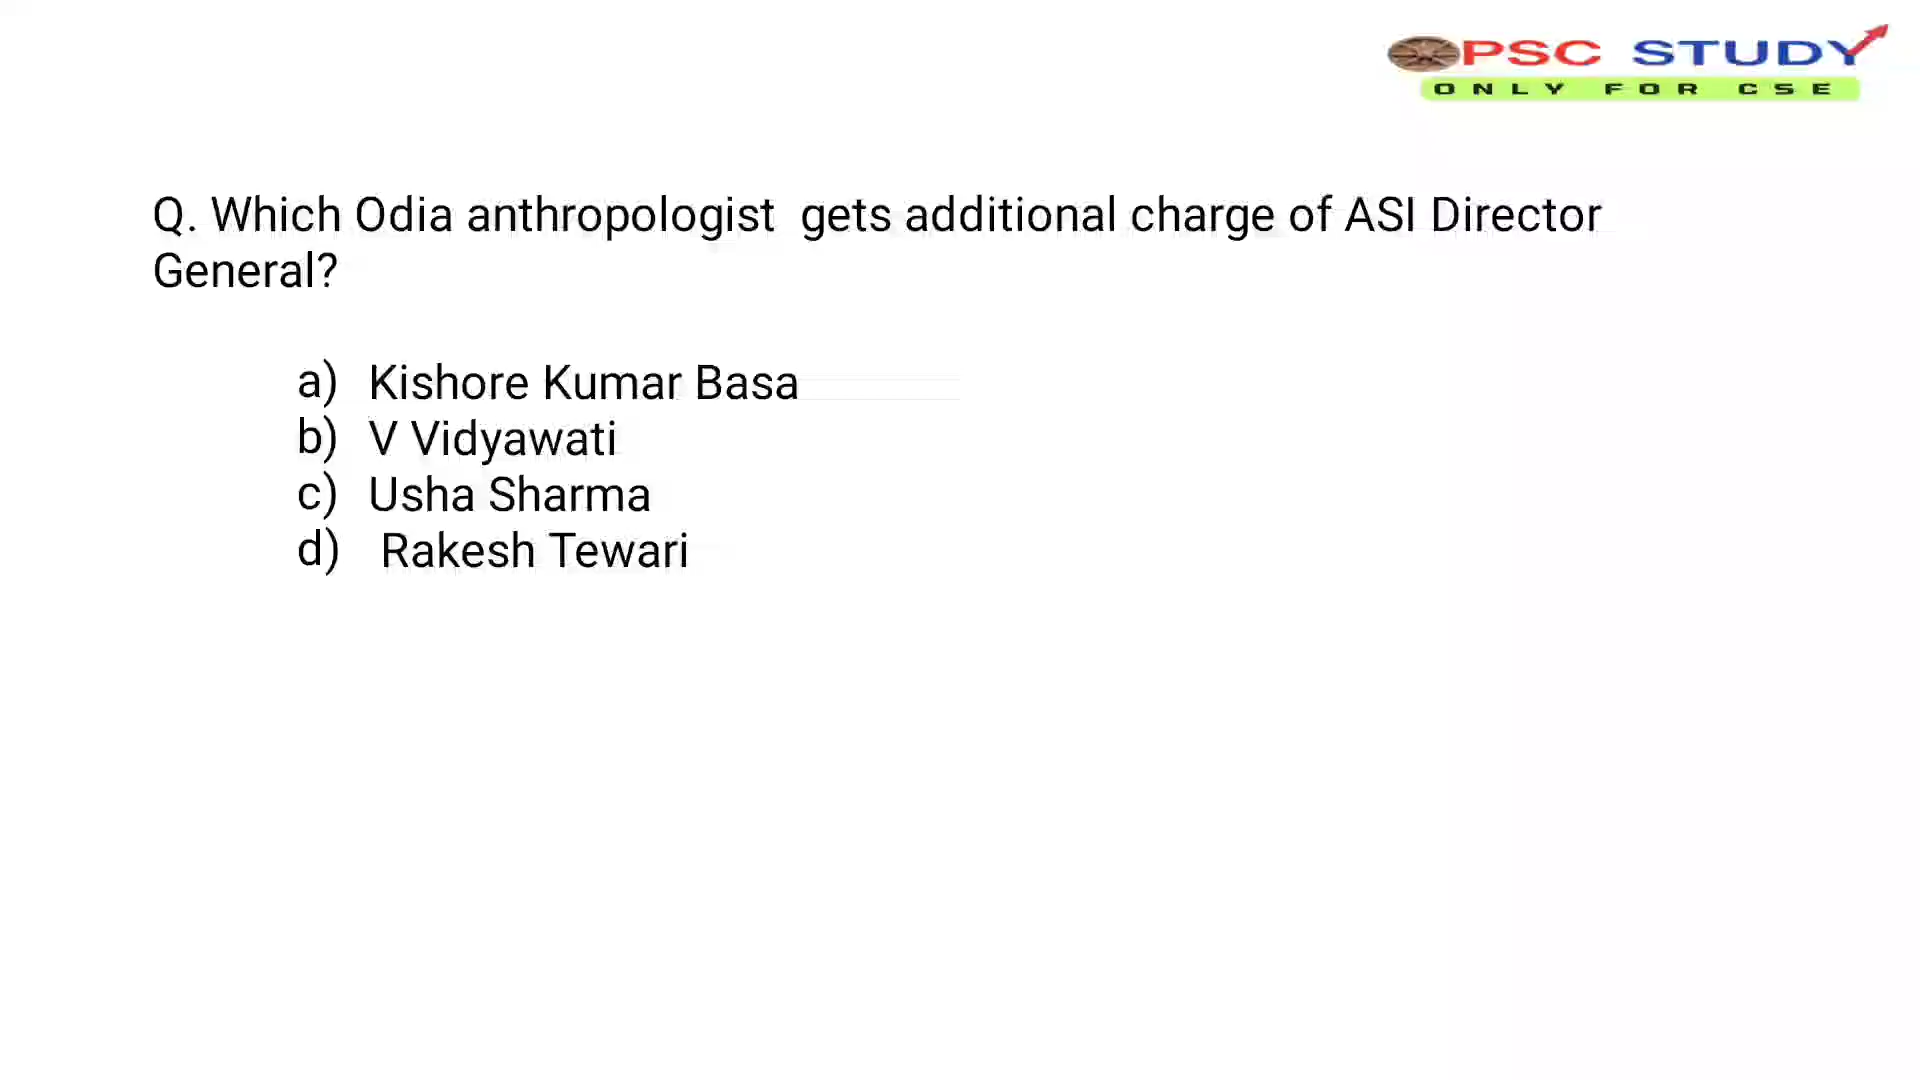 OPSC STUDY
ONLY FOR CSE
Q. Which Odia anthropologist gets additional charge of ASI Director
General?
a) Kishore Kumar Basa
b) V Vidyawati
c) Usha Sharma
d) Rakesh Tewari